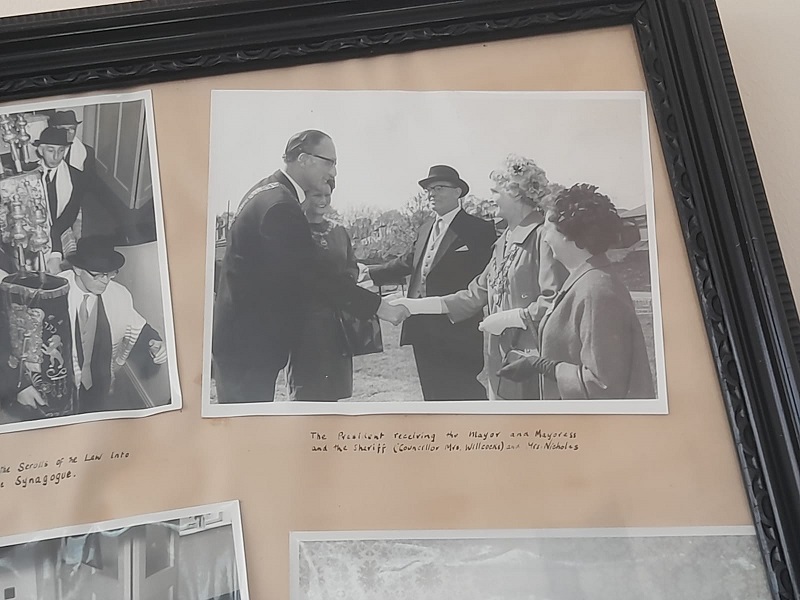 The President receiving the Mayor and Mayoress
and the Sheriff (Councillor Mrs. Willcocks) and Mrs. Nicholas
the Scrolls of the Law into
Synagogue.